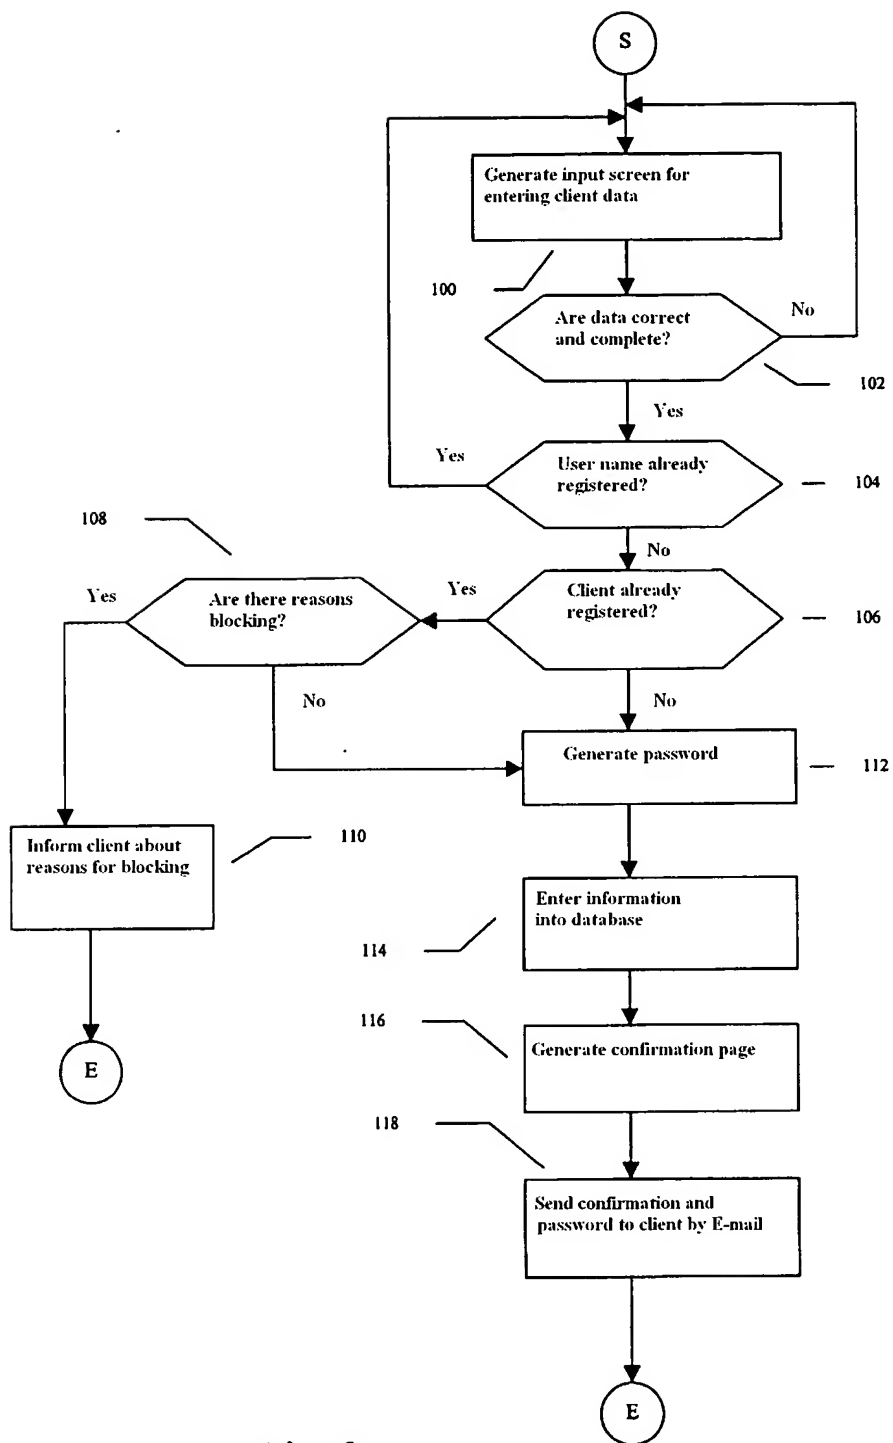 S
Generate input screen for
entering client data
100
Are data correct
and complete?
No
102
Yes
Yes
User name already
registered?
104
108
No
Yes
Are there reasons
blocking?
Yes
Client already
registered?
106
No
No
Generate password
112
Inform client about
reasons for blocking
110
Enter information
into database
114
116
Generate confirmation page
E
118
Send confirmation and
password to client by E-mail
E